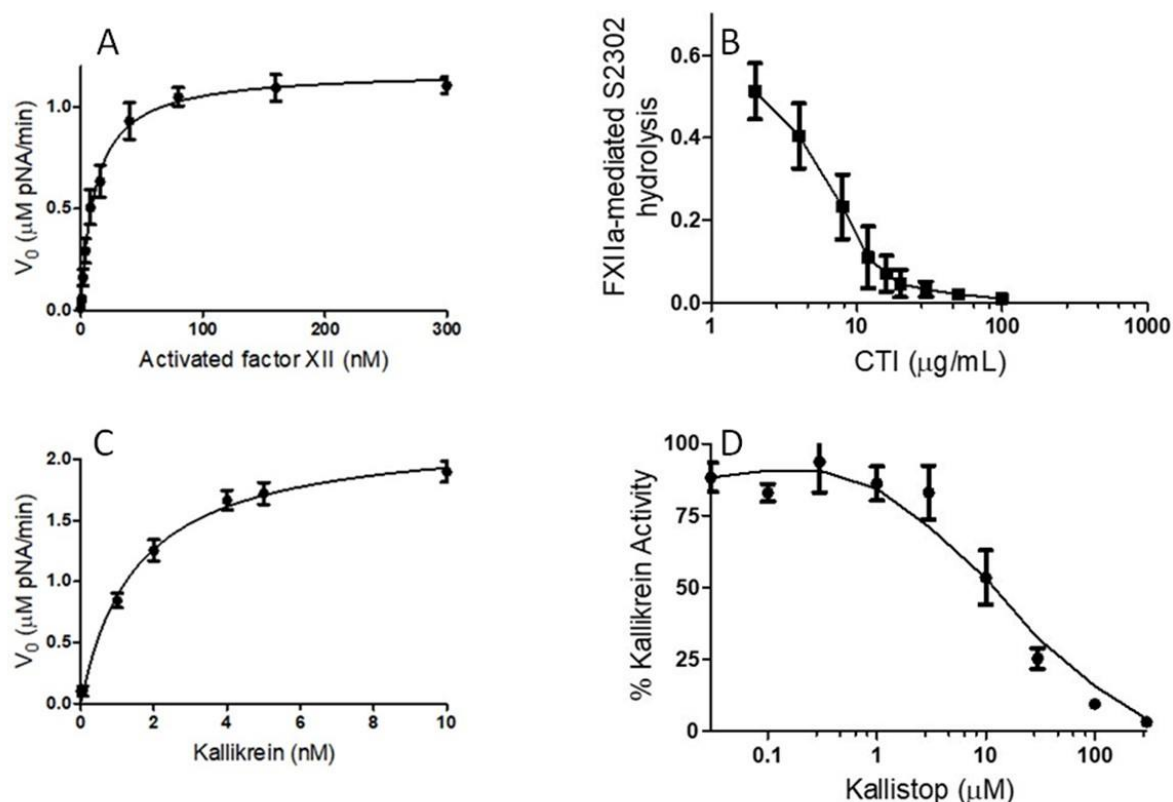 A
V₀ (μM pNA/min)
1.0
0.5
0.0
0
100
200
300
Activated factor XII (nM)
B
FXIIa-mediated S2302
hydrolysis
0.6
0.4
0.2
0.0
1
10
100
1000
CTI (μg/mL)
C
V₀ (μM pNA/min)
2.0
1.5
1.0
0.5
0.0
0
2
4
6
8
10
Kallikrein (nM)
D
% Kallikrein Activity
100
75
50
25
0
0.1
1
10
100
Kallistop (μM)